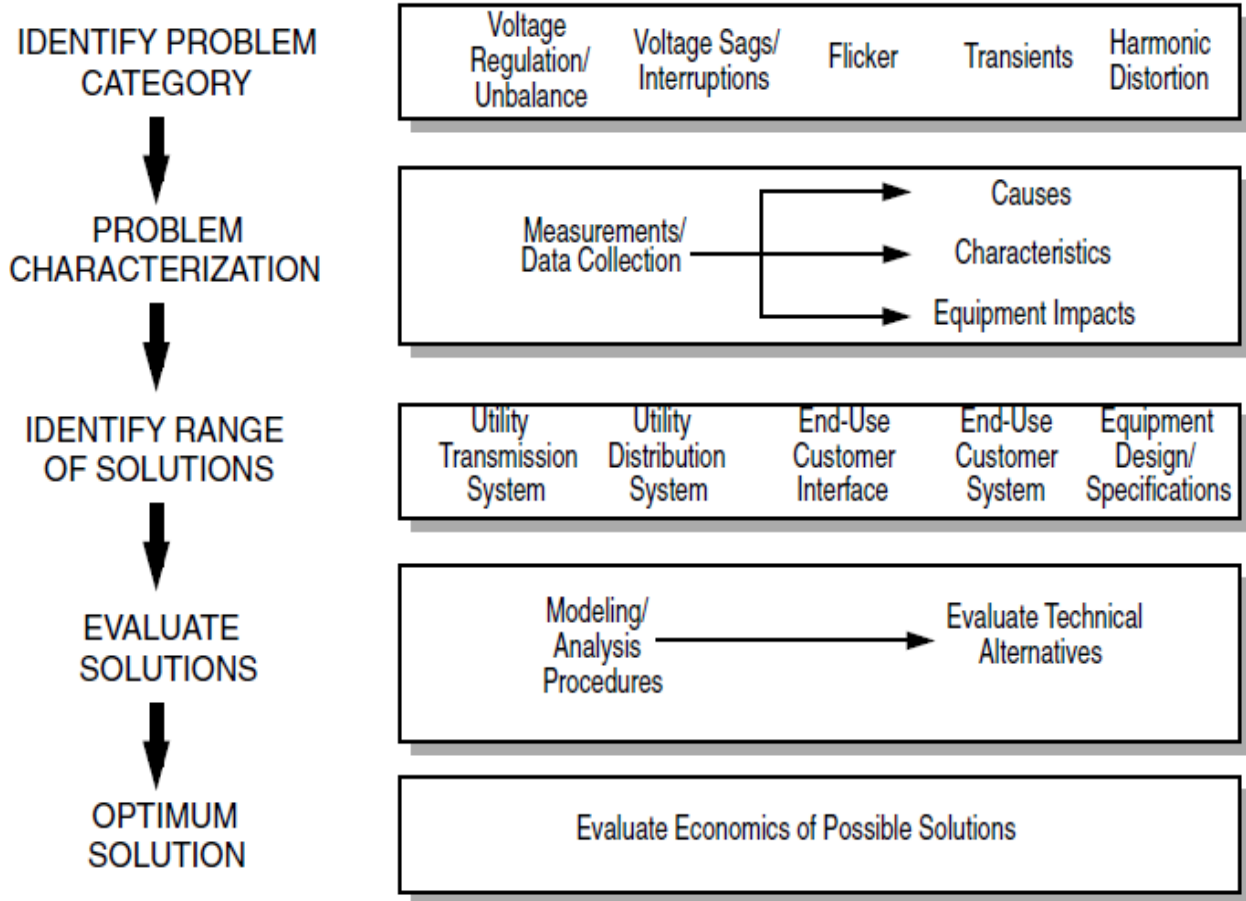 IDENTIFY PROBLEM
CATEGORY
Voltage
Regulation/
Unbalance
Voltage Sags/
Interruptions
Flicker
Transients
Harmonic
Distortion
PROBLEM
CHARACTERIZATION
Measurements/
Data Collection
Causes
Characteristics
Equipment Impacts
IDENTIFY RANGE
OF SOLUTIONS
Utility
Transmission
System
Utility
Distribution
System
End-Use
Customer
Interface
End-Use
Customer
System
Equipment
Design/
Specifications
EVALUATE
SOLUTIONS
Modeling/
Analysis
Procedures
Evaluate Technical
Alternatives
OPTIMUM
SOLUTION
Evaluate Economics of Possible Solutions